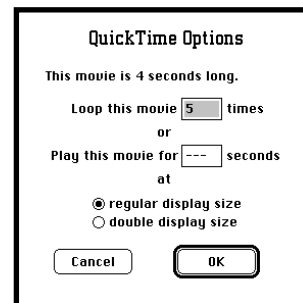 QuickTime Options
This movie is 4 seconds long.
Loop this movie 5 times
or
Play this movie for --- seconds
at
regular display size
double display size
Cancel OK